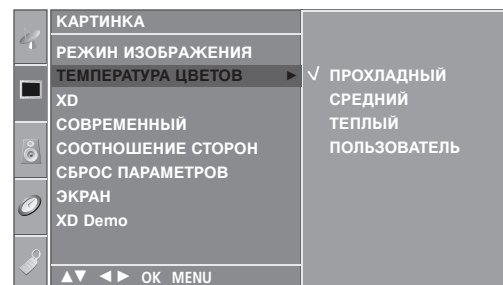 КАРТИНКА
РЕЖИН ИЗОБРАЖЕНИЯ
ТЕМПЕРАТУРА ЦВЕТОВ ► √ ПРОХЛАДНЫЙ
XD СРЕДНИЙ
СОВРЕМЕННЫЙ ТЕПЛЫЙ
СООТНОШЕНИЕ СТОРОН ПОЛЬЗОВАТЕЛЬ
СБРОС ПАРАМЕТРОВ
ЭКРАН
XD Demo
▲▼ ◄► OK MENU